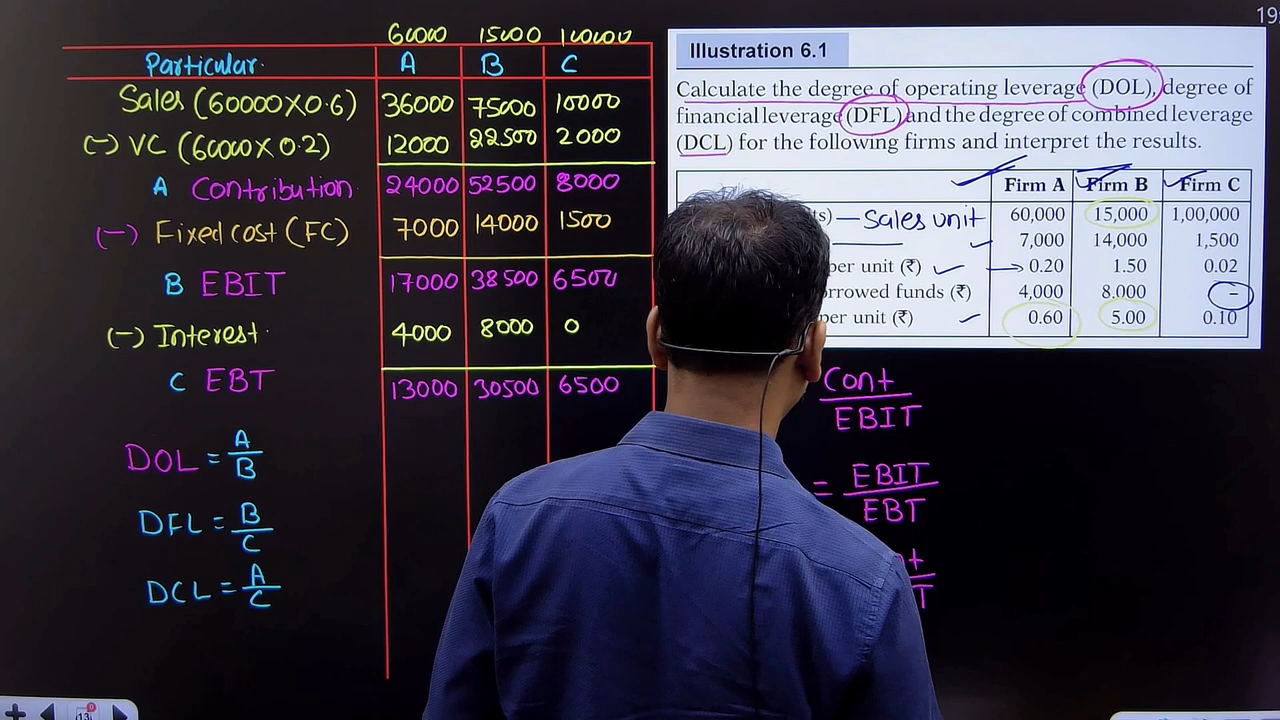 60000 15000 100000
Particular. A B C
Sales (60000X0.6) 36000 75000 10000
(-) VC (60000X0.2) 12000 22500 2000
A Contribution 24000 52500 8000
(-) Fixed cost (FC) 7000 14000 1500
B EBIT 17000 38500 6500
(-) Interest 4000 8000 0
C EBT 13000 30500 6500
DOL = A/B
DFL = B/C
DCL = A/C
19
Illustration 6.1
Calculate the degree of operating leverage (DOL), degree of
financial leverage (DFL) and the degree of combined leverage
(DCL) for the following firms and interpret the results.
Firm A Firm B Firm C
— Sales unit 60,000 15,000 1,00,000
7,000 14,000 1,500
per unit (₹) 0.20 1.50 0.02
funds (₹) 4,000 8.000 -
per unit (₹) 0.60 5.00 0.10
Cont
EBIT
= EBIT
EBT
13